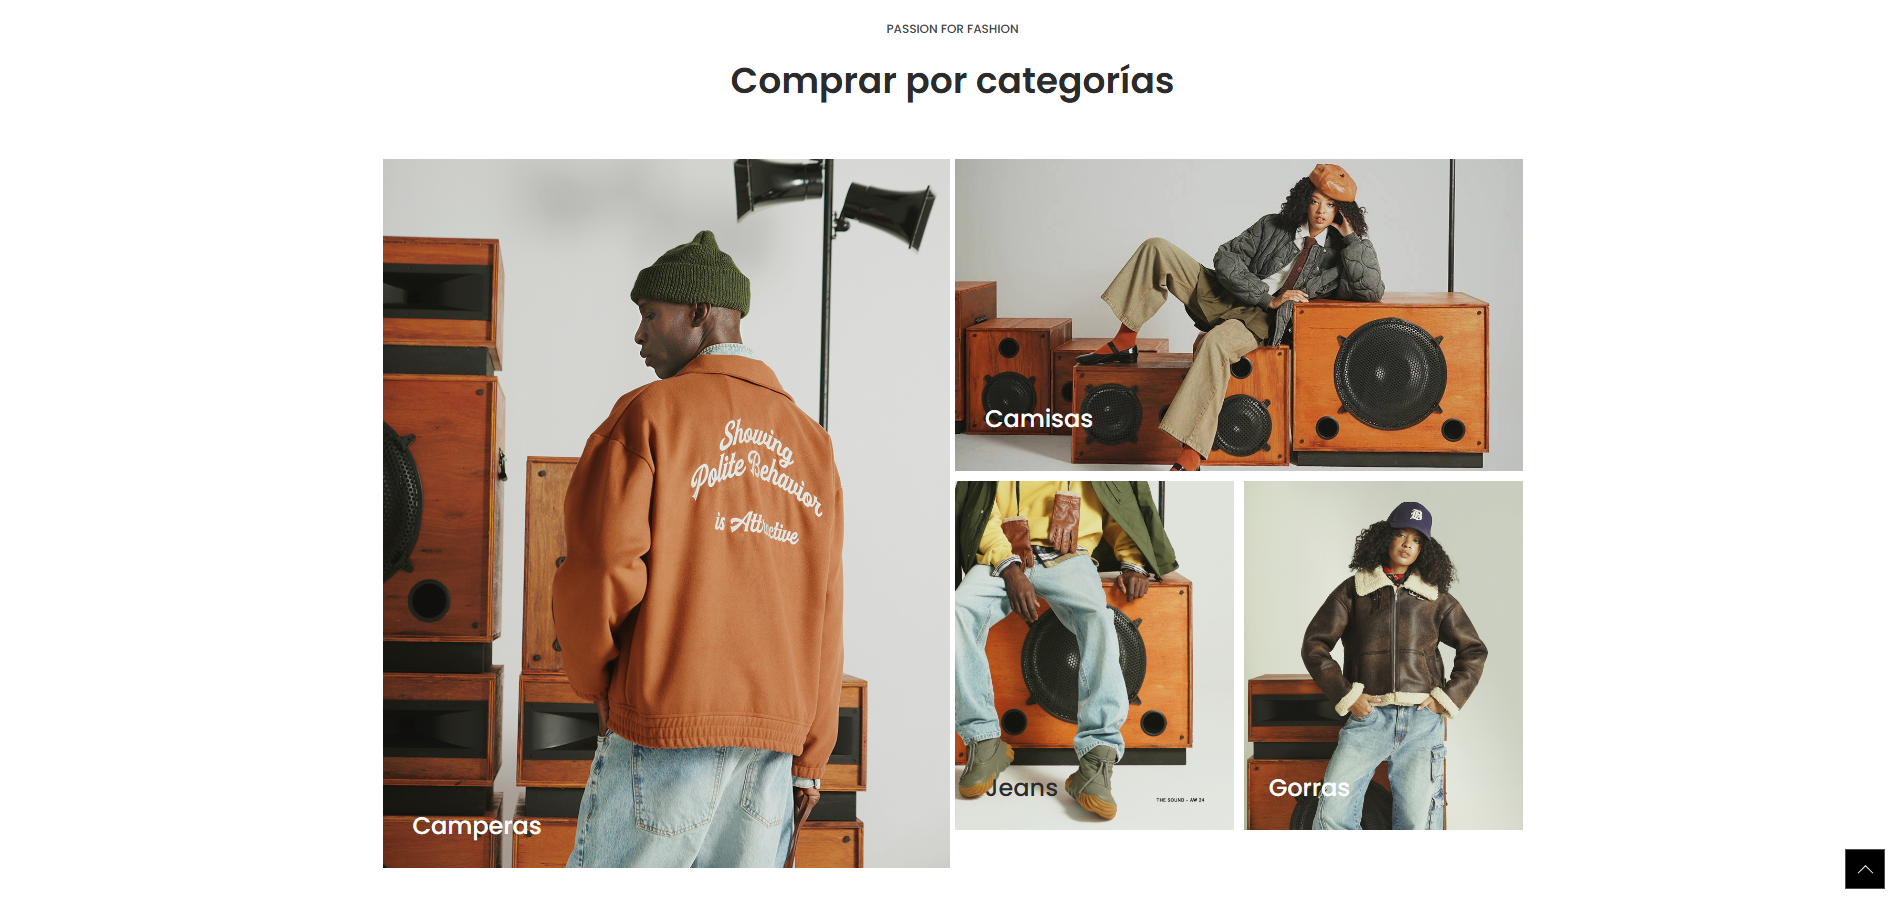 PASSION FOR FASHION
Comprar por categorías
Showing
Polite Behavior
is Attractive
Camperas
Camisas
Jeans
THE SOUND - AW 24
B
Gorras